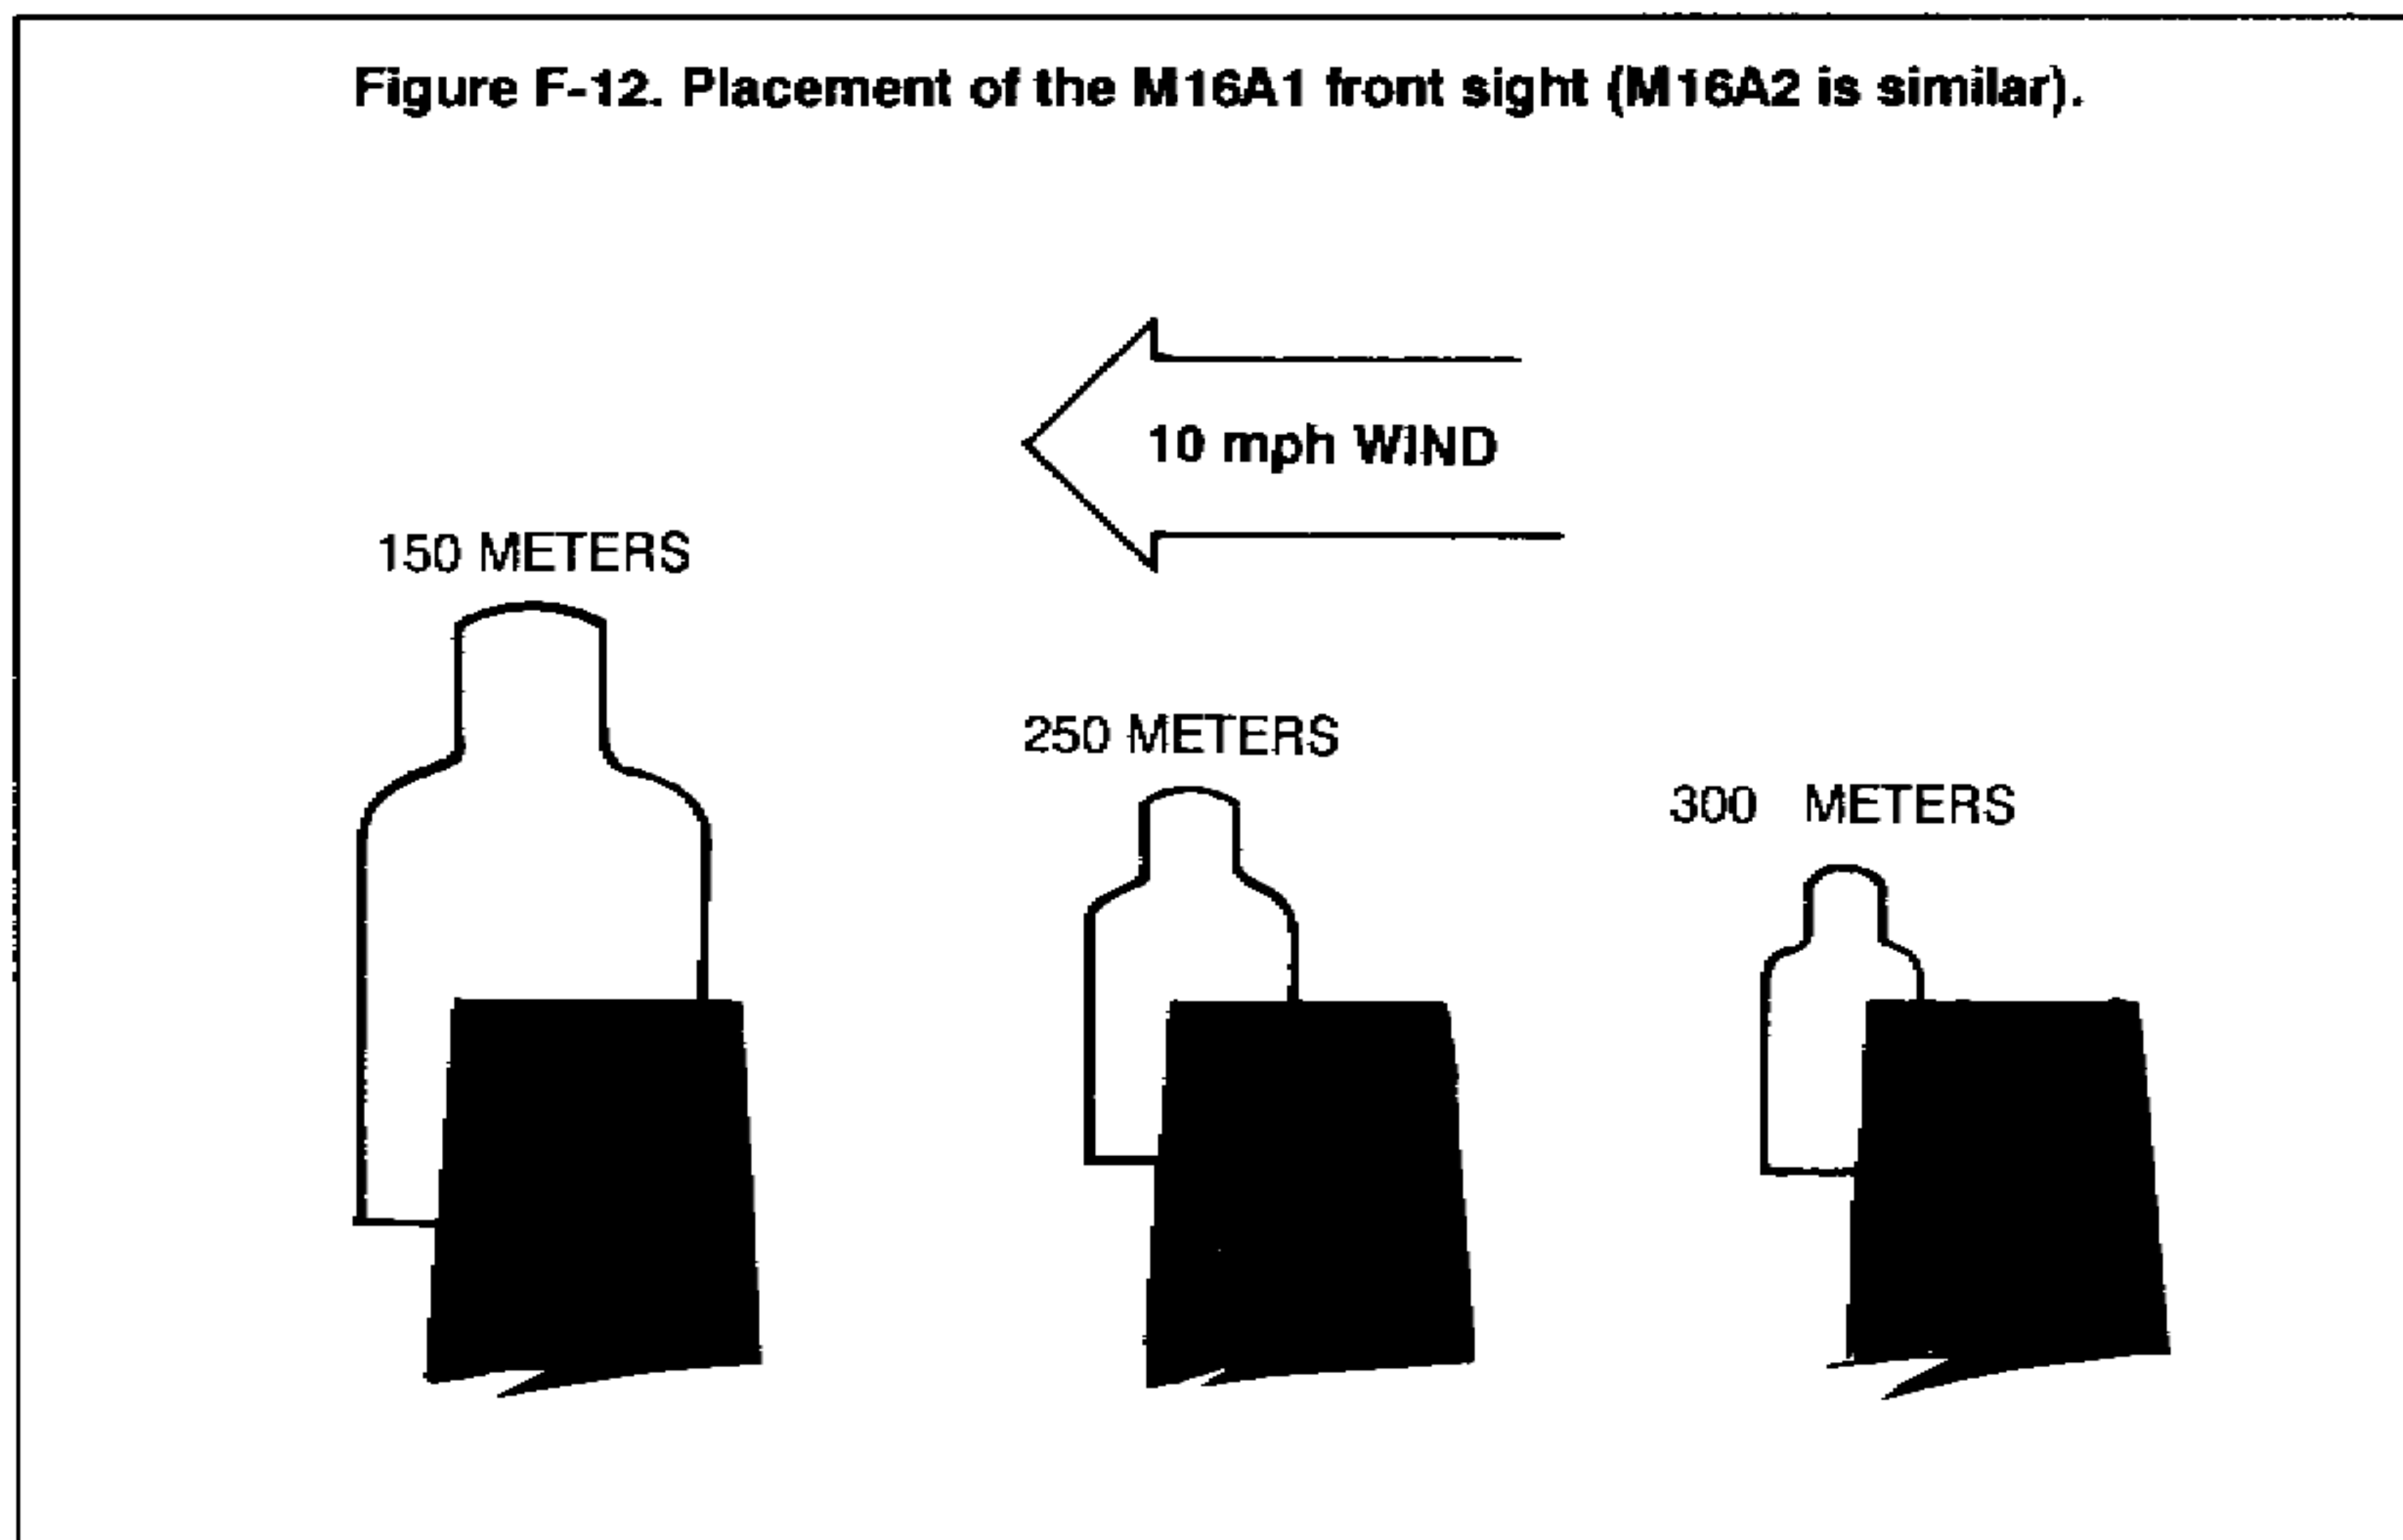 Figure F-12. Placement of the M16A1 front sight (M16A2 is similar).
10 mph WIND
150 METERS
250 METERS
300 METERS